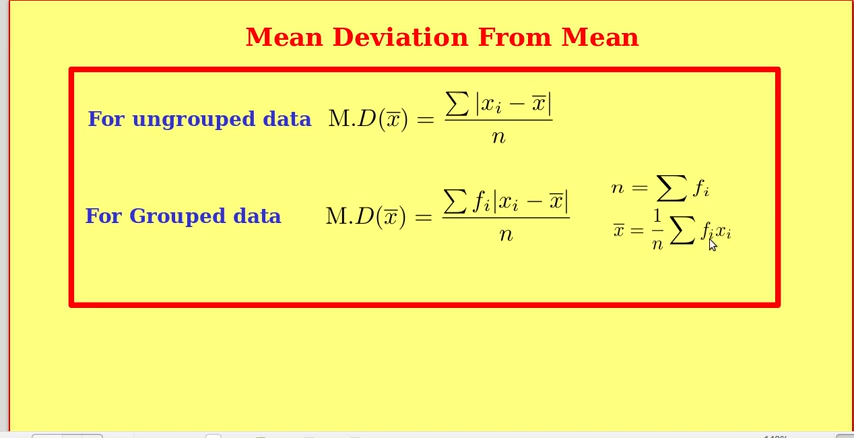 Mean Deviation From Mean
For ungrouped data M.D(x̅) = ∑|xᵢ − x̅| / n
For Grouped data M.D(x̅) = ∑ fᵢ|xᵢ − x̅| / n
n = ∑ fᵢ
x̅ = 1/n ∑ fᵢxᵢ